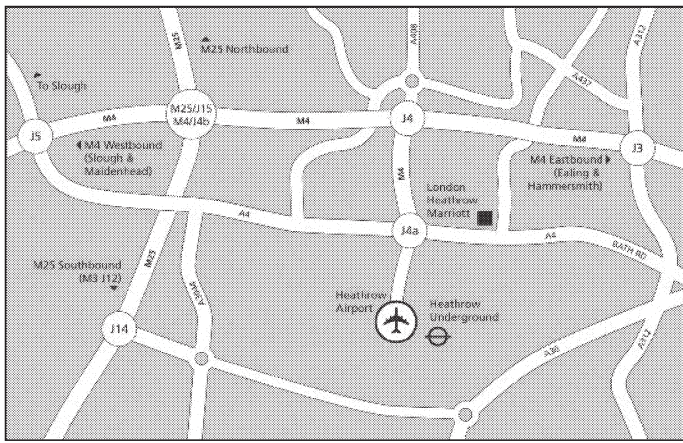 M25
M25 Northbound
A408
A312
A437
To Slough
M25/J15
M4/J4b
M4
M4
J4
M4
J5
J3
M4 Westbound
(Slough &
Maidenhead)
M4
M4 Eastbound
(Ealing &
Hammersmith)
London
Heathrow
Marriott
A4
J4a
A4
BATH RD
M25
M25 Southbound
(M3 J12)
Heathrow
Airport
Heathrow
Underground
J14
A30
A312